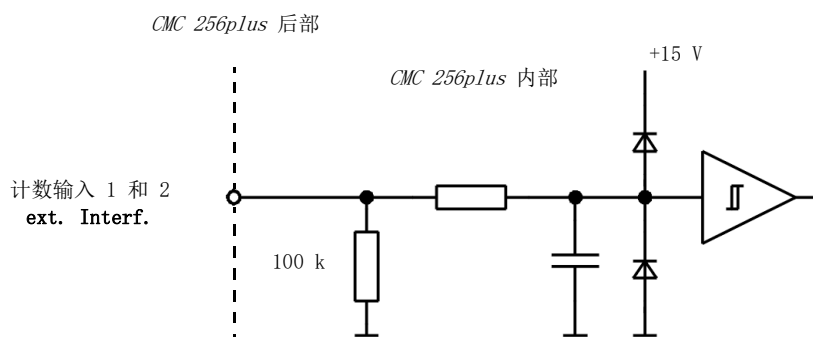 CMC 256plus 后部
+15 V
CMC 256plus 内部
计数输入 1 和 2
ext. Interf.
100 k